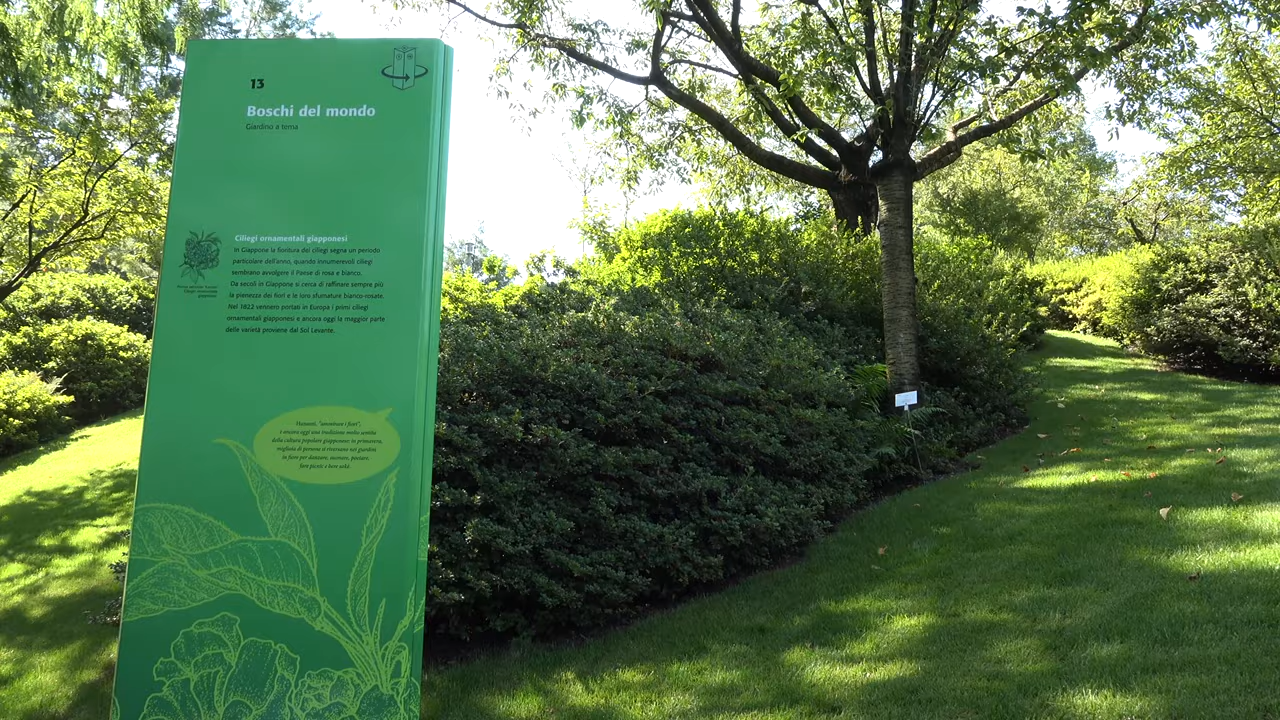 13
Boschi del mondo
Giardino a tema
Ciliegi ornamentali giapponesi
In Giappone la fioritura dei ciliegi segna un periodo
particolare dell'anno, quando innumerevoli ciliegi
sembrano avvolgere il Paese di rosa e bianco.
Da secoli in Giappone si cerca di raffinare sempre più
la pienezza dei fiori e le loro sfumature bianco-rosate.
Nel 1822 vennero portati in Europa i primi ciliegi
ornamentali giapponesi e ancora oggi la maggior parte
delle varietà proviene dal Sol Levante.
Hanami, "ammirare i fiori",
è ancora oggi una tradizione molto sentita
della cultura popolare giapponese: in primavera,
migliaia di persone si riversano nei giardini
in fiore per danzare, suonare, poetare,
fare picnic e bere sakè.